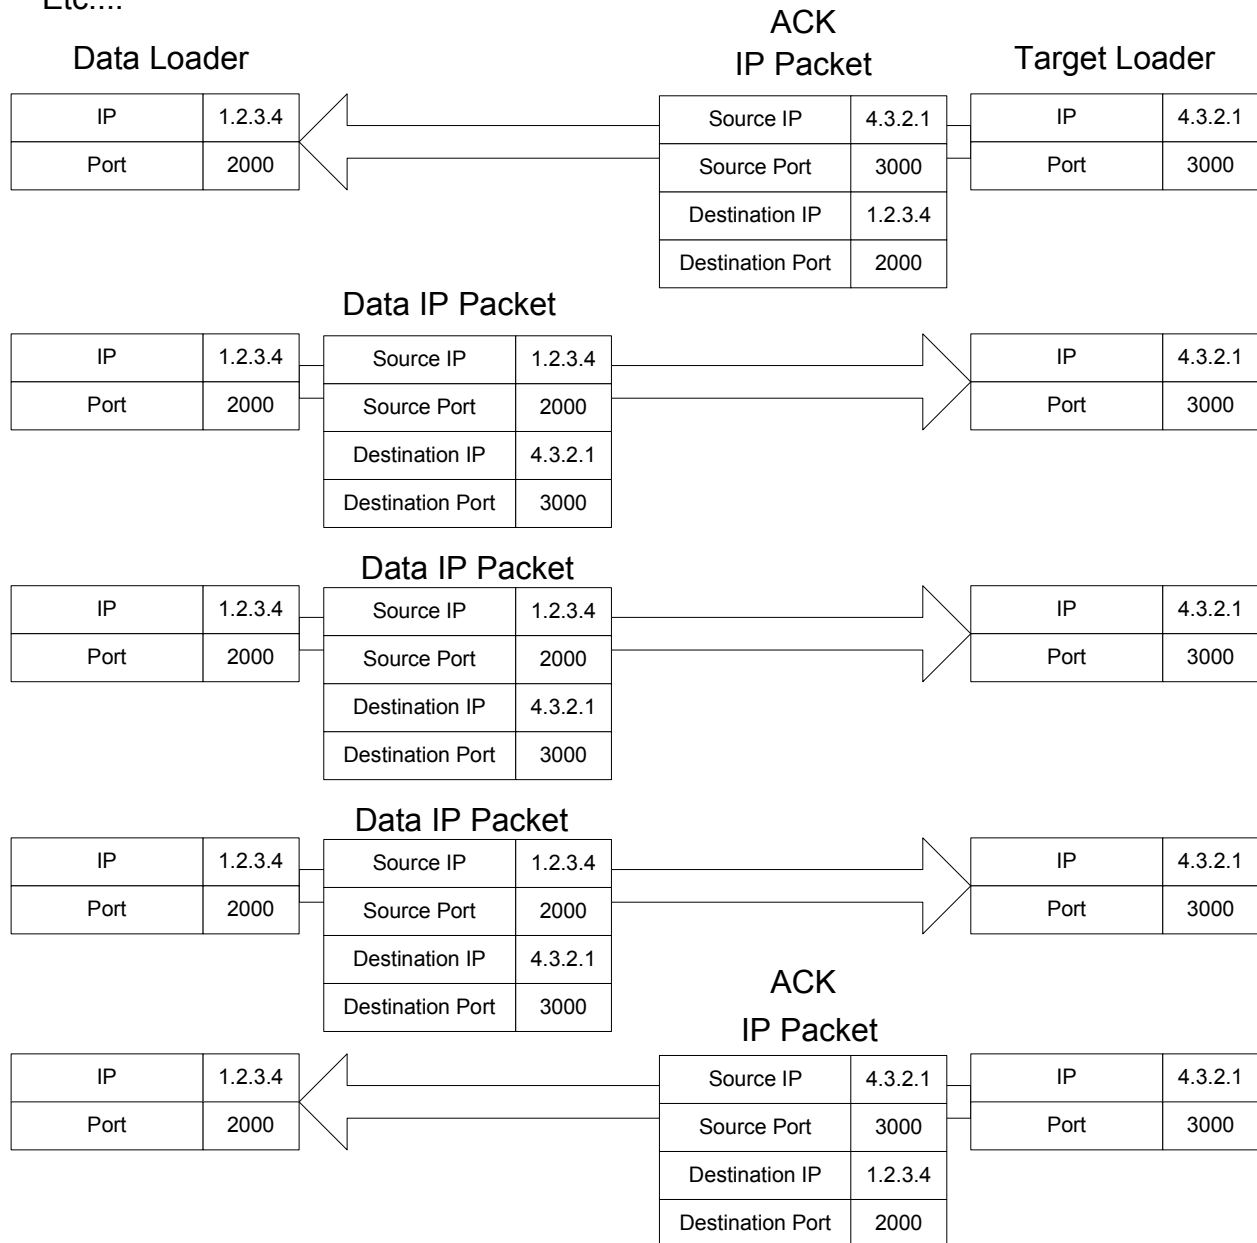 Etc....
ACK
Data Loader IP Packet Target Loader
IP 1.2.3.4 Source IP 4.3.2.1 IP 4.3.2.1
Port 2000 Source Port 3000 Port 3000
Destination IP 1.2.3.4
Destination Port 2000
Data IP Packet
IP 1.2.3.4 Source IP 1.2.3.4 IP 4.3.2.1
Port 2000 Source Port 2000 Port 3000
Destination IP 4.3.2.1
Destination Port 3000
Data IP Packet
IP 1.2.3.4 Source IP 1.2.3.4 IP 4.3.2.1
Port 2000 Source Port 2000 Port 3000
Destination IP 4.3.2.1
Destination Port 3000
Data IP Packet
IP 1.2.3.4 Source IP 1.2.3.4 IP 4.3.2.1
Port 2000 Source Port 2000 Port 3000
Destination IP 4.3.2.1
Destination Port 3000
ACK
IP Packet
IP 1.2.3.4 Source IP 4.3.2.1 IP 4.3.2.1
Port 2000 Source Port 3000 Port 3000
Destination IP 1.2.3.4
Destination Port 2000